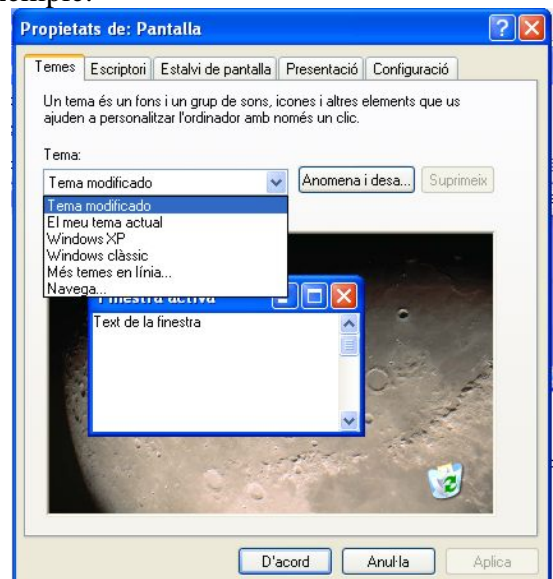 Propietats de: Pantalla
Temes Escriptori Estalvi de pantalla Presentació Configuració
Un tema és un fons i un grup de sons, icones i altres elements que us
ajuden a personalitzar l'ordinador amb només un clic.
Tema:
Tema modificado Anomena i desa... Suprimeix
Tema modificado
El meu tema actual
Windows XP
Windows clàssic
Més temes en línia...
Navega...
Finestra activa
Text de la finestra
D'acord Anul·la Aplica